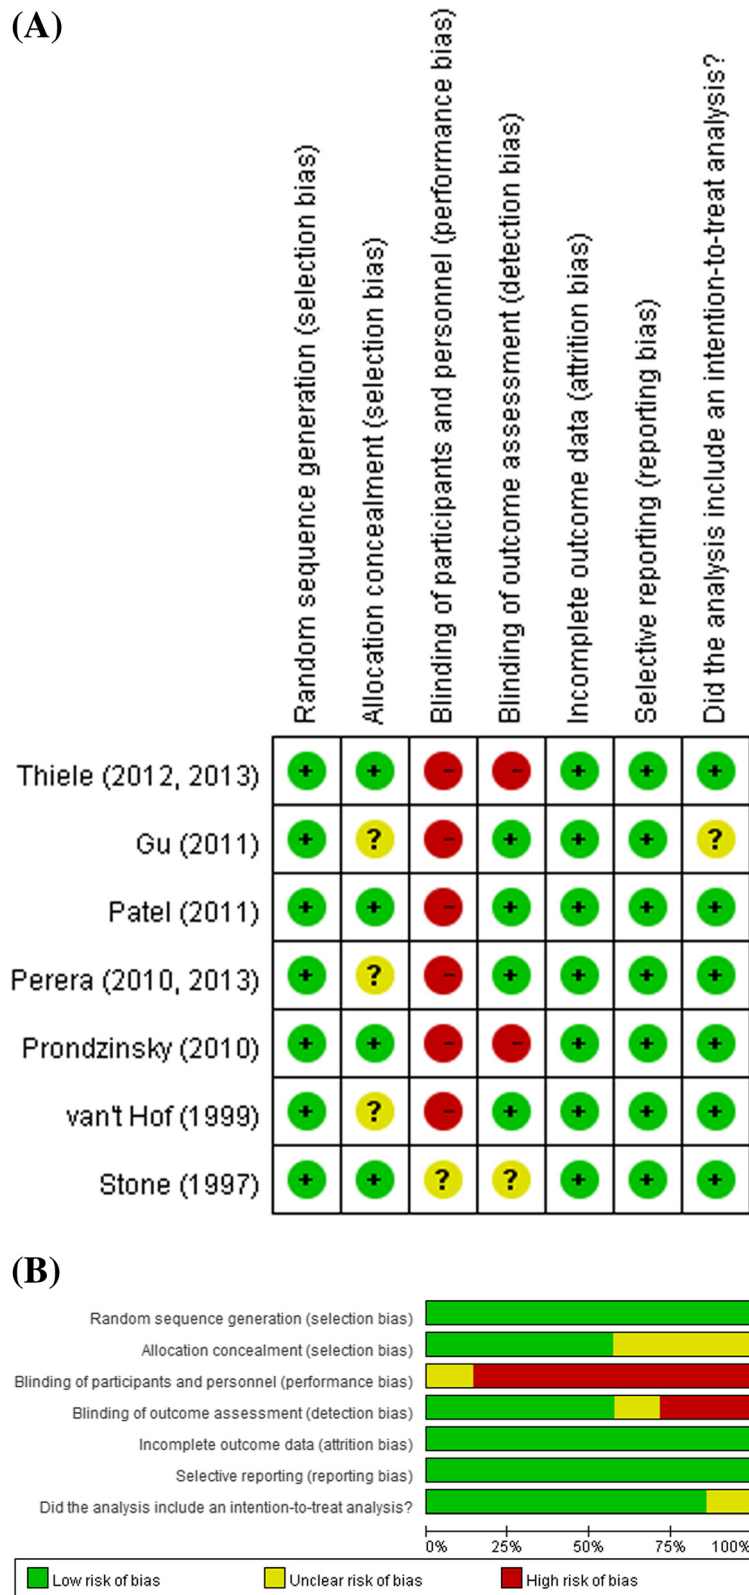 (A)
Random sequence generation (selection bias)
Allocation concealment (selection bias)
Blinding of participants and personnel (performance bias)
Blinding of outcome assessment (detection bias)
Incomplete outcome data (attrition bias)
Selective reporting (reporting bias)
Did the analysis include an intention-to-treat analysis?
Thiele (2012, 2013) + + - - + + +
Gu (2011) + ? - + + + ?
Patel (2011) + + - + + + +
Perera (2010, 2013) + ? - + + + +
Prondzinsky (2010) + + - - + + +
van't Hof (1999) + ? - + + + +
Stone (1997) + + ? ? + + +
(B)
Random sequence generation (selection bias)
Allocation concealment (selection bias)
Blinding of participants and personnel (performance bias)
Blinding of outcome assessment (detection bias)
Incomplete outcome data (attrition bias)
Selective reporting (reporting bias)
Did the analysis include an intention-to-treat analysis?
0% 25% 50% 75% 100%
Low risk of bias Unclear risk of bias High risk of bias